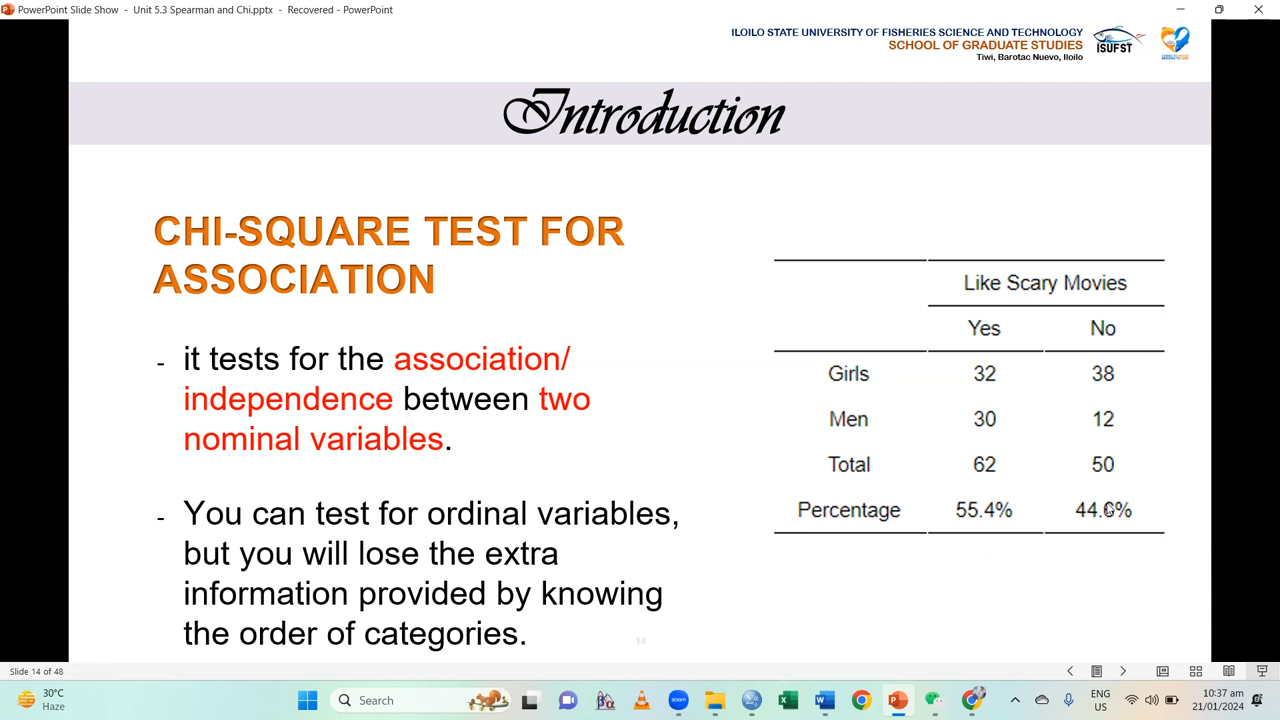 PowerPoint Slide Show - Unit 5.3 Spearman and Chi.pptx - Recovered - PowerPoint
ILOILO STATE UNIVERSITY OF FISHERIES SCIENCE AND TECHNOLOGY
SCHOOL OF GRADUATE STUDIES
Tiwi, Barotac Nuevo, Iloilo
ISUFST
Introduction
CHI-SQUARE TEST FOR
ASSOCIATION
- it tests for the association/
independence between two
nominal variables.
- You can test for ordinal variables,
but you will lose the extra
information provided by knowing
the order of categories.
Like Scary Movies
Yes No
Girls 32 38
Men 30 12
Total 62 50
Percentage 55.4% 44.6%
14
Slide 14 of 48
30°C
Haze
Search
zoom
βα
ENG
US
10:37 am
21/01/2024